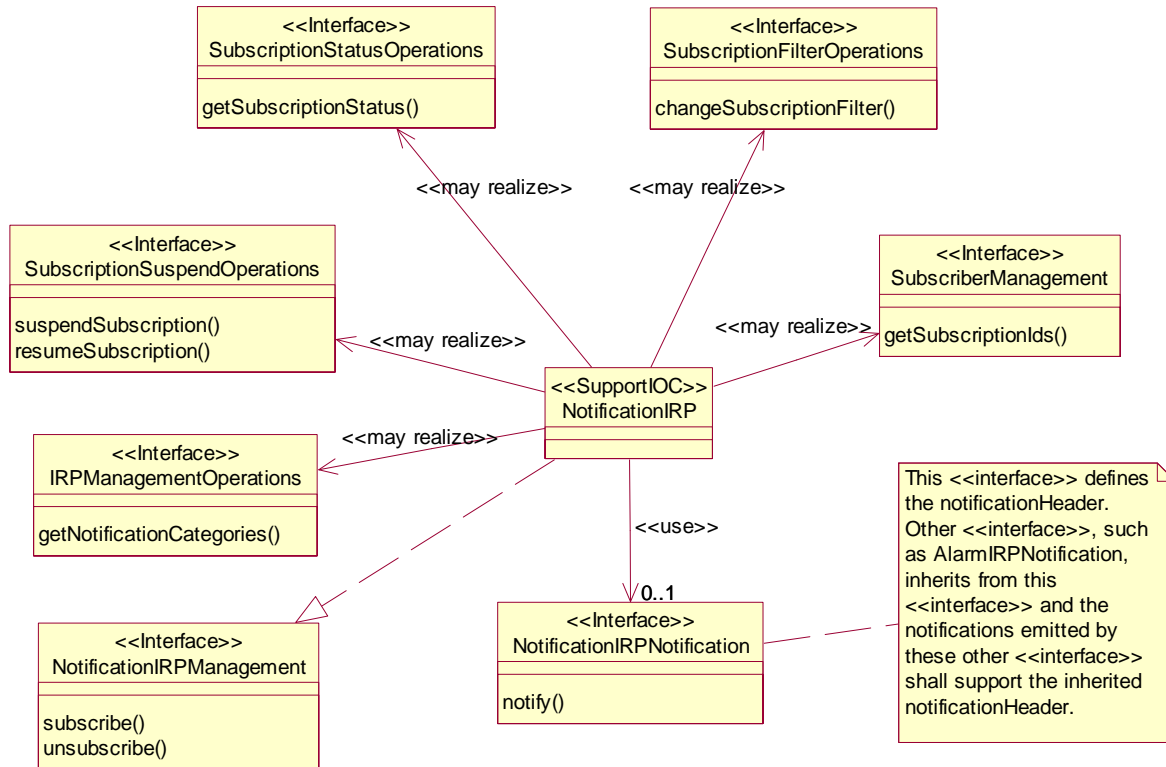 <<Interface>>
SubscriptionStatusOperations
getSubscriptionStatus()
<<Interface>>
SubscriptionFilterOperations
changeSubscriptionFilter()
<<may realize>>
<<may realize>>
<<Interface>>
SubscriptionSuspendOperations
suspendSubscription()
resumeSubscription()
<<Interface>>
SubscriberManagement
getSubscriptionIds()
<<may realize>>
<<may realize>>
<<SupportIOC>>
NotificationIRP
<<may realize>>
<<Interface>>
IRPManagementOperations
getNotificationCategories()
<<use>>
0..1
<<Interface>>
NotificationIRPManagement
subscribe()
unsubscribe()
<<Interface>>
NotificationIRPNotification
notify()
This <<interface>> defines
the notificationHeader.
Other <<interface>>, such
as AlarmIRPNotification,
inherits from this
<<interface>> and the
notifications emitted by
these other <<interface>>
shall support the inherited
notificationHeader.